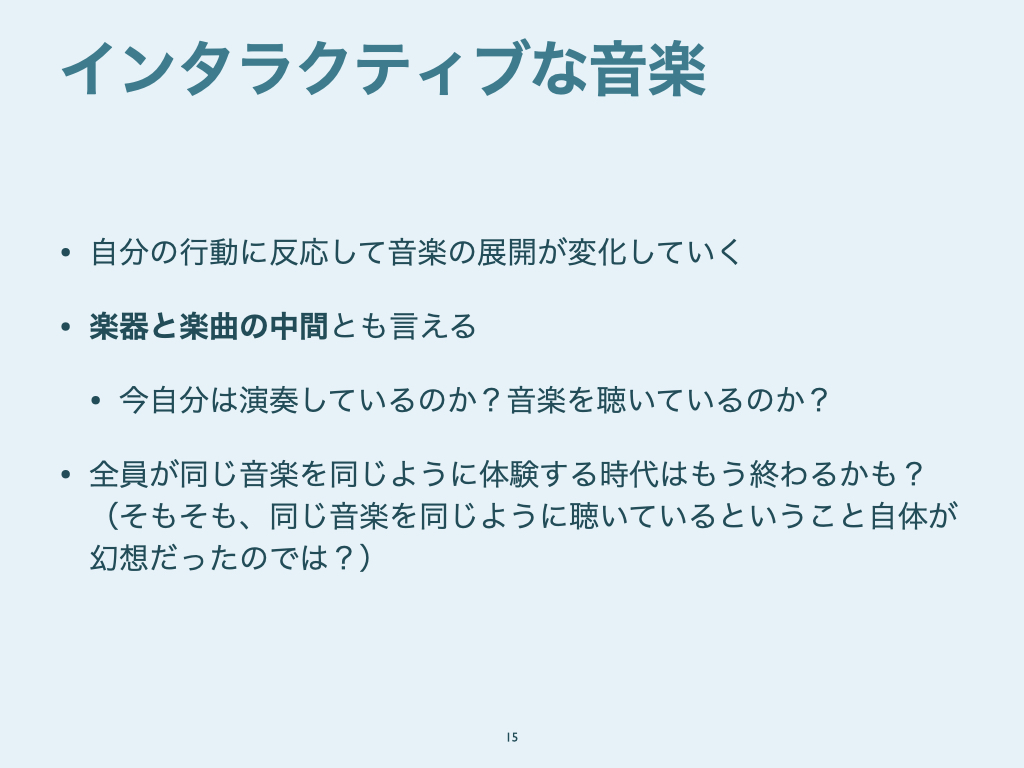 インタラクティブな音楽
• 自分の行動に反応して音楽の展開が変化していく
• 楽器と楽曲の中間とも言える
• 今自分は演奏しているのか？音楽を聴いているのか？
• 全員が同じ音楽を同じように体験する時代はもう終わるかも？
（そもそも、同じ音楽を同じように聴いているということ自体が
幻想だったのでは？）
15